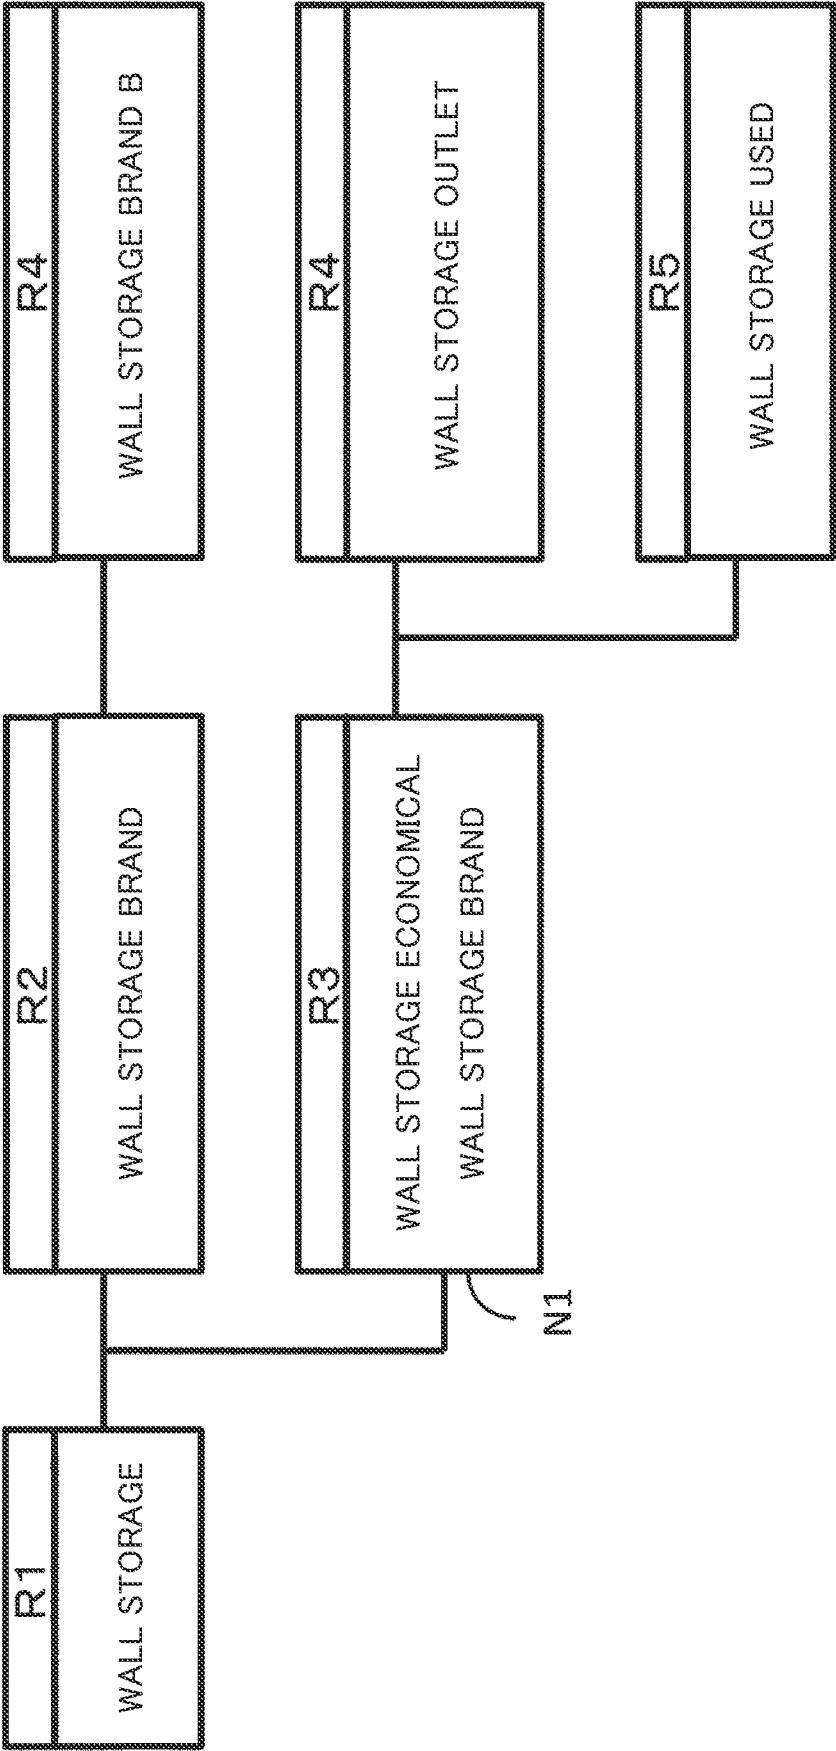 R1
WALL STORAGE
R2
WALL STORAGE BRAND
R4
WALL STORAGE BRAND B
R3
WALL STORAGE ECONOMICAL
WALL STORAGE BRAND
N1
R4
WALL STORAGE OUTLET
R5
WALL STORAGE USED